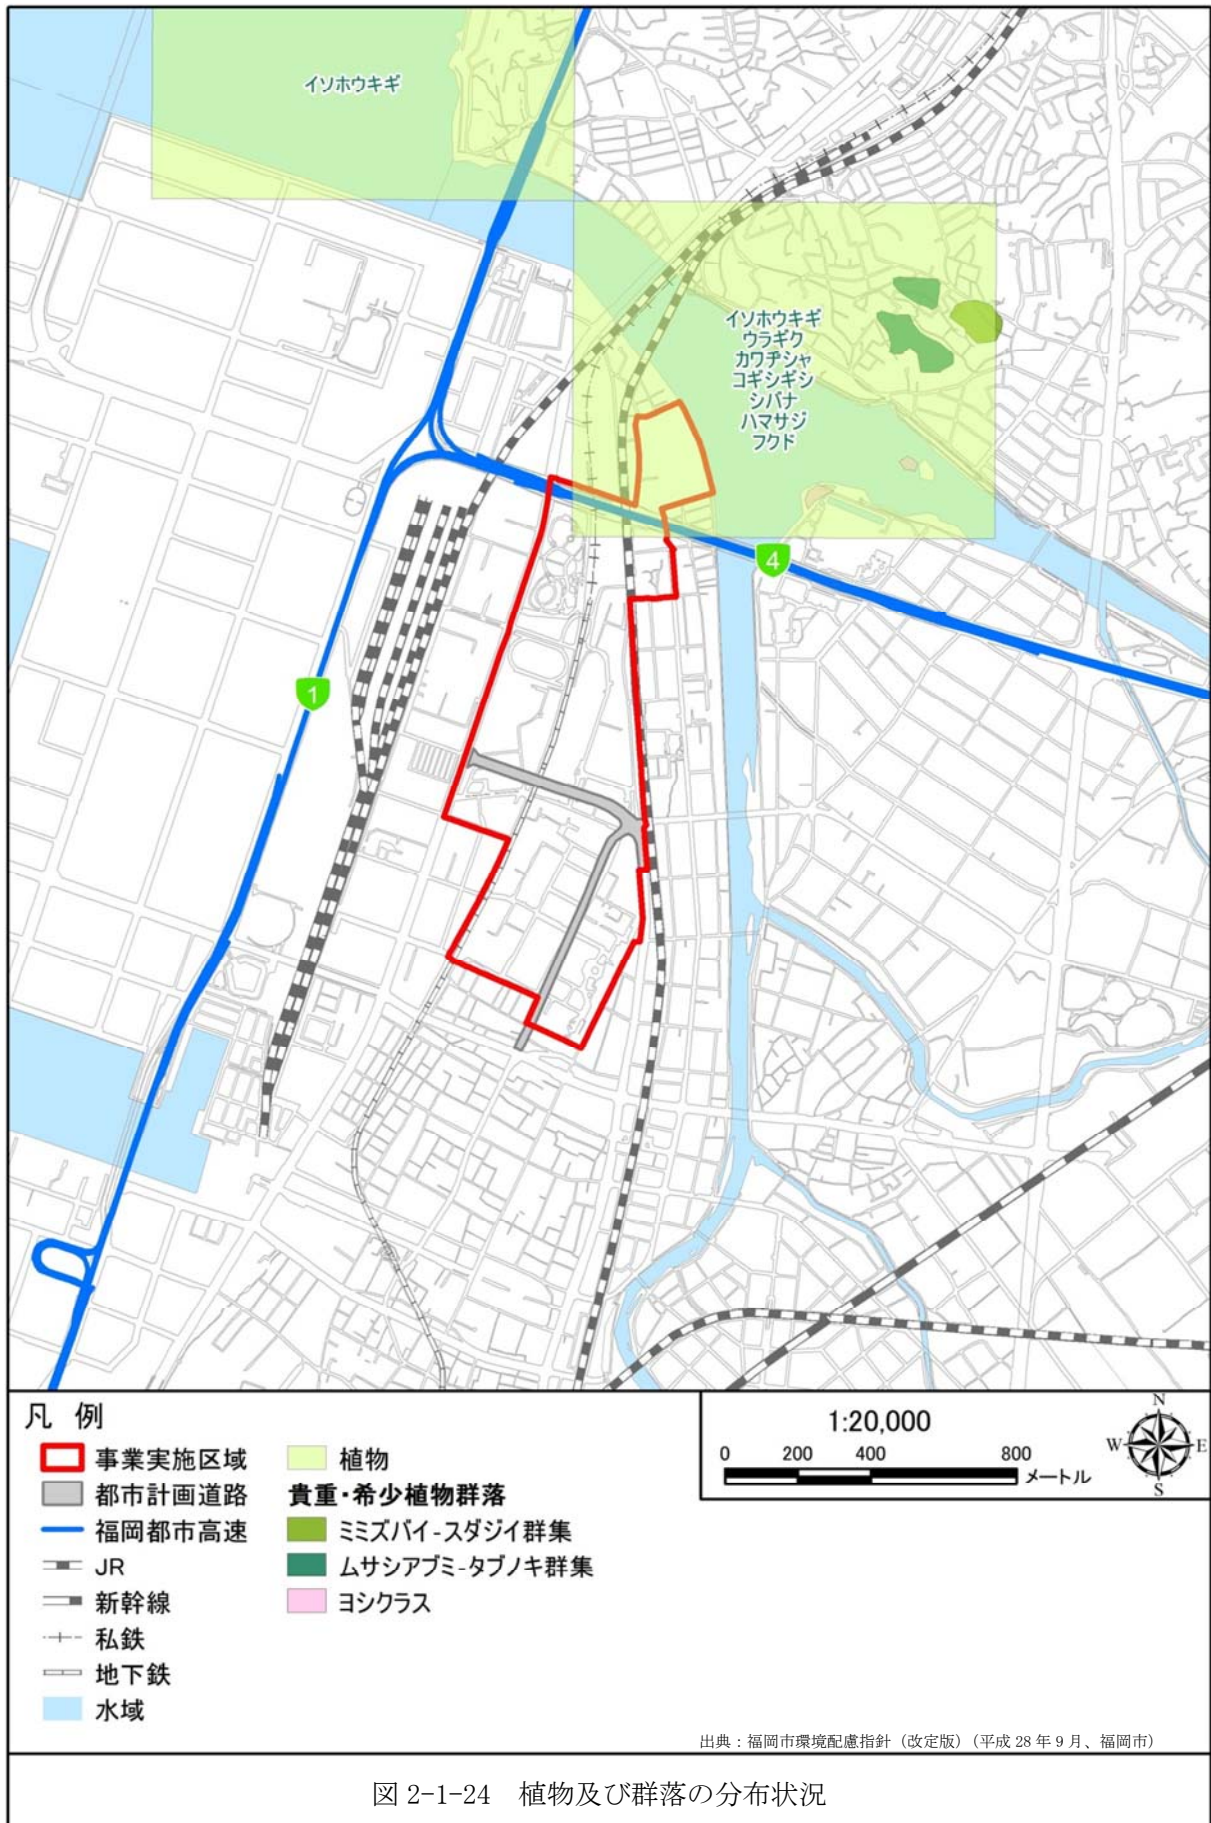 イソホウキギ
イソホウキギ
ウラギク
カワヂシャ
コギシギシ
シバナ
ハマサジ
フクド
4
1
凡 例
事業実施区域
都市計画道路
福岡都市高速
JR
新幹線
私鉄
地下鉄
水域
植物
貴重・希少植物群落
ミミズバイ-スダジイ群集
ムサシアブミ-タブノキ群集
ヨシクラス
1:20,000
0 200 400 800
メートル
N
W E
S
出典：福岡市環境配慮指針（改定版）（平成 28 年 9 月、福岡市）
図 2-1-24 植物及び群落の分布状況